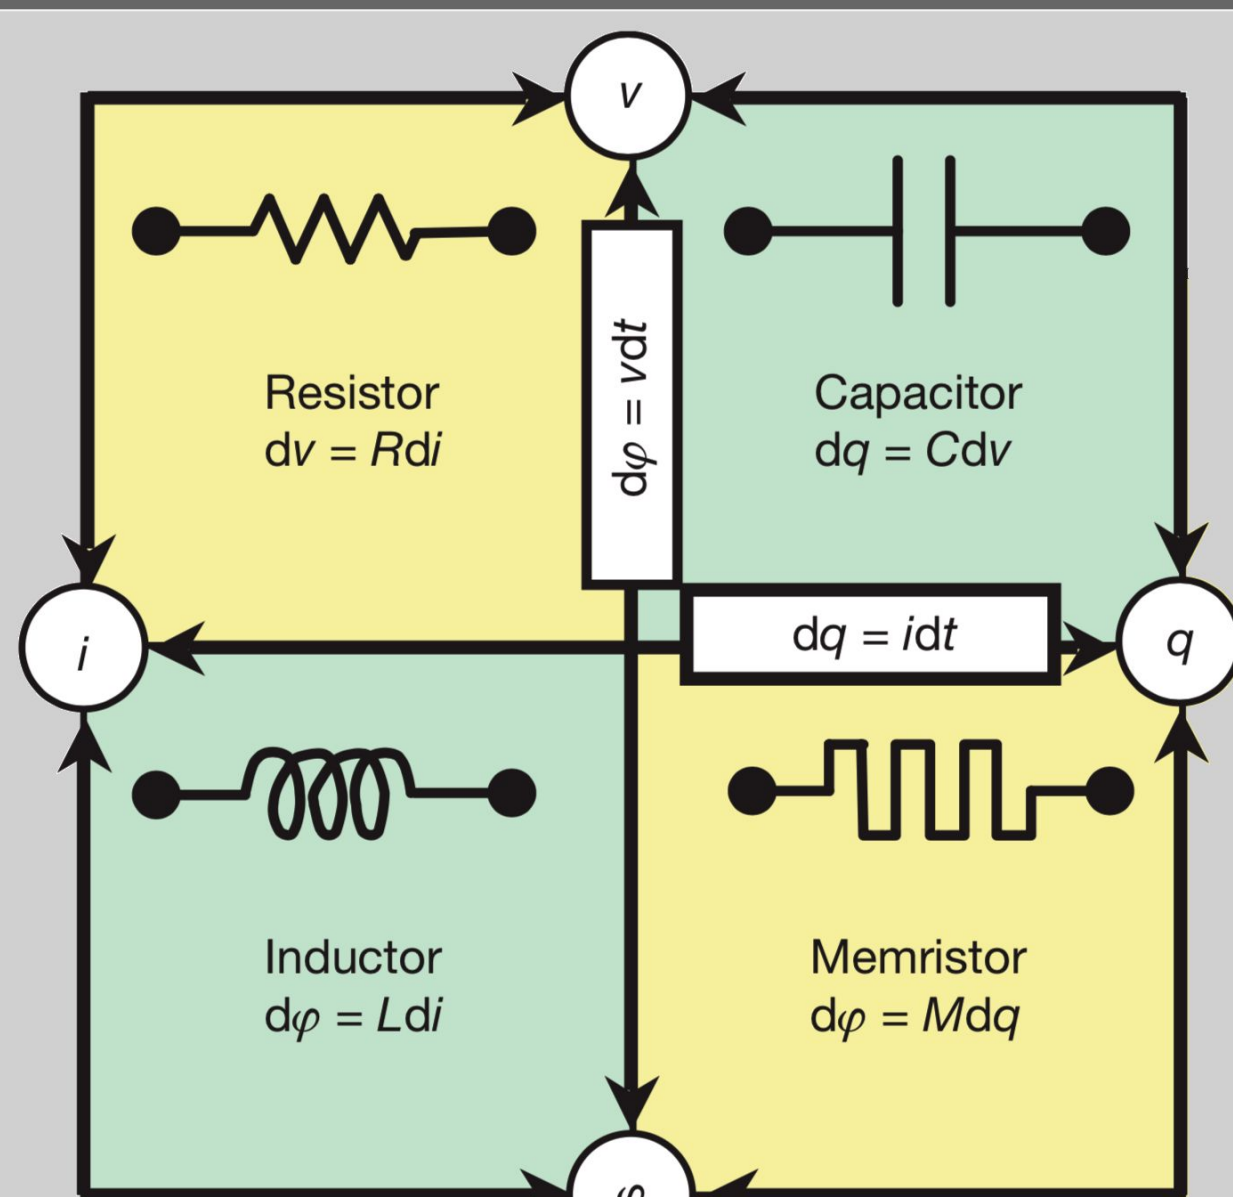 v
Resistor
dv = Rdi
dφ = vdt
Capacitor
dq = Cdv
i
dq = idt
q
Inductor
dφ = Ldi
Memristor
dφ = Mdq
φ